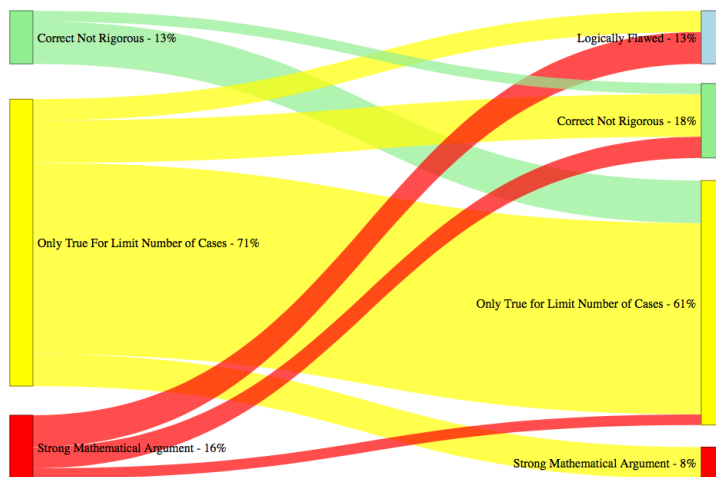 Correct Not Rigorous - 13%
Only True For Limit Number of Cases - 71%
Strong Mathematical Argument - 16%
Logically Flawed - 13%
Correct Not Rigorous - 18%
Only True for Limit Number of Cases - 61%
Strong Mathematical Argument - 8%